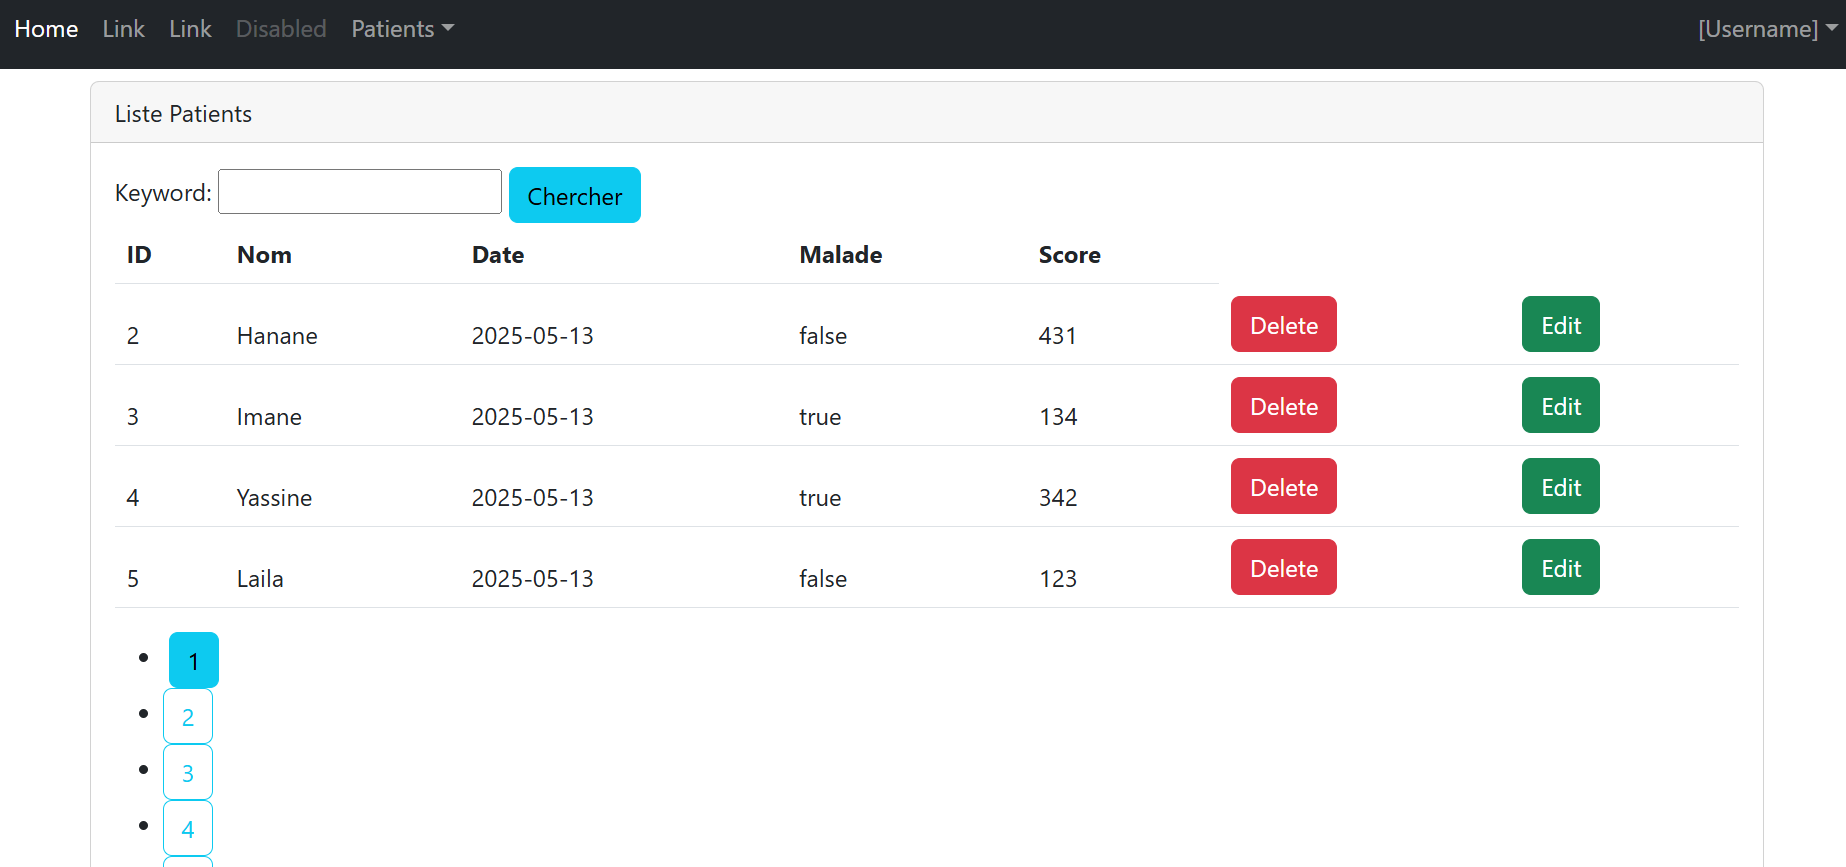 Home Link Link Disabled Patients [Username]
Liste Patients
Keyword: Chercher
ID Nom Date Malade Score
2 Hanane 2025-05-13 false 431 Delete Edit
3 Imane 2025-05-13 true 134 Delete Edit
4 Yassine 2025-05-13 true 342 Delete Edit
5 Laila 2025-05-13 false 123 Delete Edit
1
2
3
4